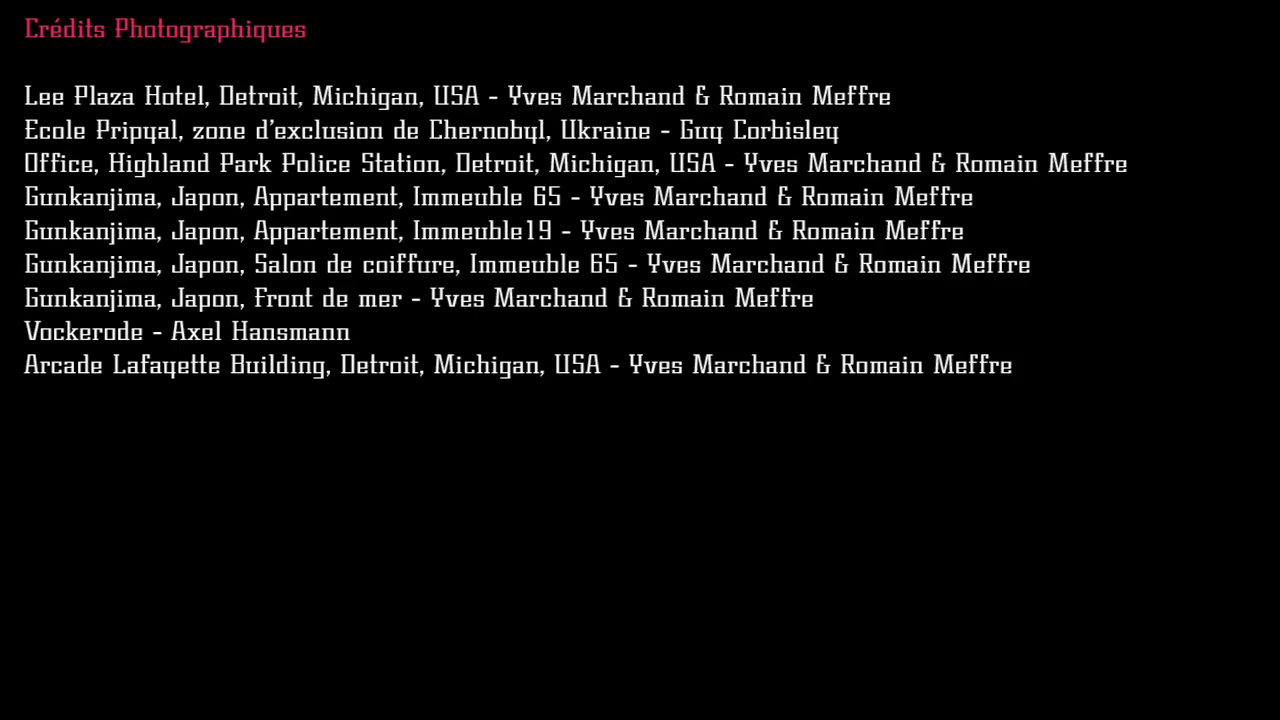 Crédits Photographiques
Lee Plaza Hotel, Detroit, Michigan, USA - Yves Marchand & Romain Meffre
Ecole Pripyal, zone d'exclusion de Chernobyl, Ukraine - Guy Corbisley
Office, Highland Park Police Station, Detroit, Michigan, USA - Yves Marchand & Romain Meffre
Gunkanjima, Japon, Appartement, Immeuble 65 - Yves Marchand & Romain Meffre
Gunkanjima, Japon, Appartement, Immeuble19 - Yves Marchand & Romain Meffre
Gunkanjima, Japon, Salon de coiffure, Immeuble 65 - Yves Marchand & Romain Meffre
Gunkanjima, Japon, Front de mer - Yves Marchand & Romain Meffre
Vockerode - Axel Hansmann
Arcade Lafayette Building, Detroit, Michigan, USA - Yves Marchand & Romain Meffre